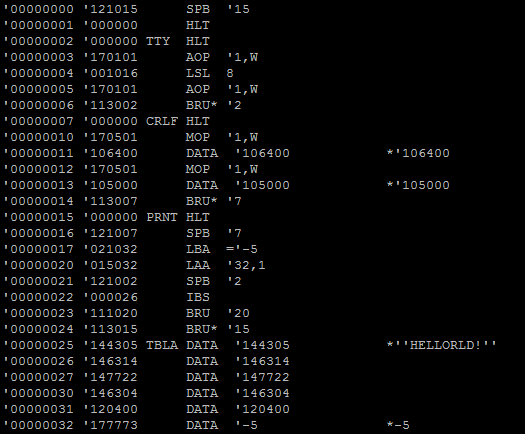 '00000000 '121015 SPB '15
'00000001 '000000 HLT
'00000002 '000000 TTY HLT
'00000003 '170101 AOP '1,W
'00000004 '001016 LSL 8
'00000005 '170101 AOP '1,W
'00000006 '113002 BRU* '2
'00000007 '000000 CRLF HLT
'00000010 '170501 MOP '1,W
'00000011 '106400 DATA '106400 *'106400
'00000012 '170501 MOP '1,W
'00000013 '105000 DATA '105000 *'105000
'00000014 '113007 BRU* '7
'00000015 '000000 PRNT HLT
'00000016 '121007 SPB '7
'00000017 '021032 LBA ='-5
'00000020 '015032 LAA '32,1
'00000021 '121002 SPB '2
'00000022 '000026 IBS
'00000023 '111020 BRU '20
'00000024 '113015 BRU* '15
'00000025 '144305 TBLA DATA '144305 *''HELLORLD!''
'00000026 '146314 DATA '146314
'00000027 '147722 DATA '147722
'00000030 '146304 DATA '146304
'00000031 '120400 DATA '120400
'00000032 '177773 DATA '-5 *-5